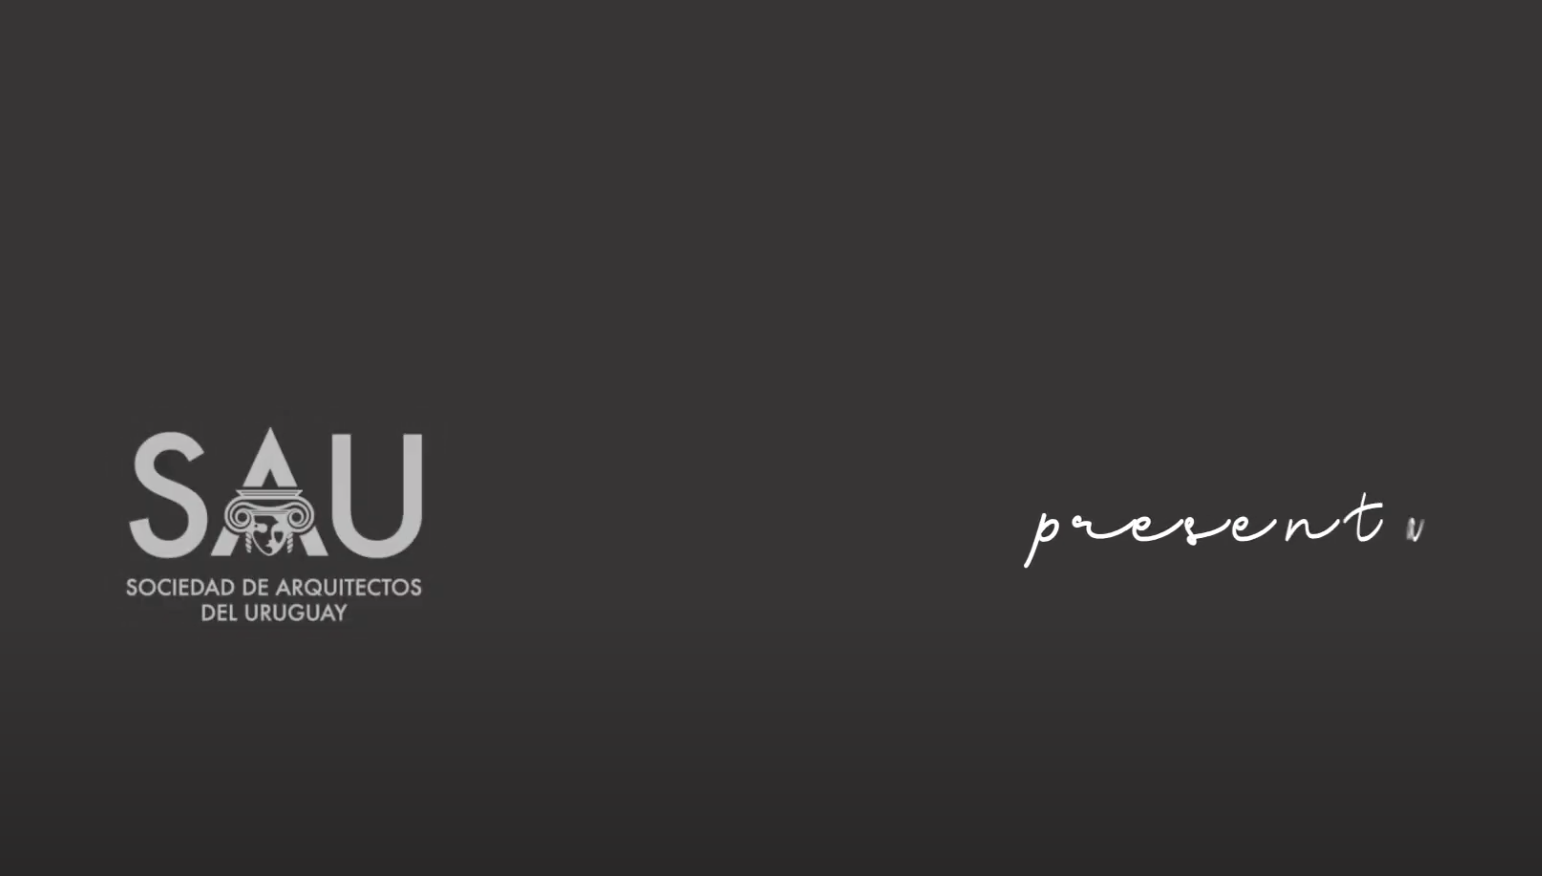 SAU
SOCIEDAD DE ARQUITECTOS
DEL URUGUAY
present